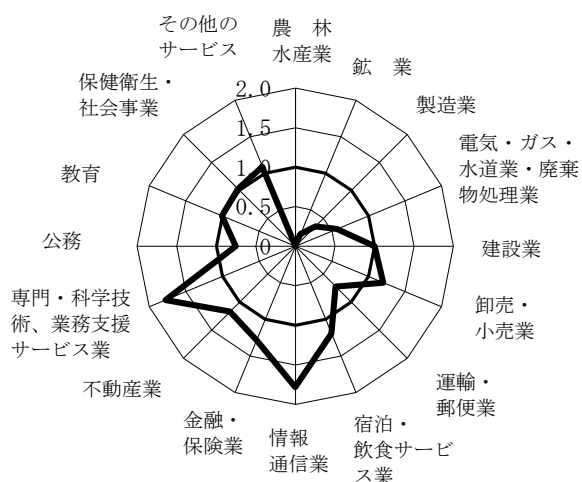 その他の
サービス
農　林
水産業
鉱　業
製造業
電気・ガス・
水道業・廃棄
物処理業
建設業
卸売・
小売業
運輸・
郵便業
宿泊・
飲食サービ
ス業
情報
通信業
金融・
保険業
不動産業
専門・科学技
術、業務支援
サービス業
公務
教育
保健衛生・
社会事業
2.0
1.5
1.0
0.5
0